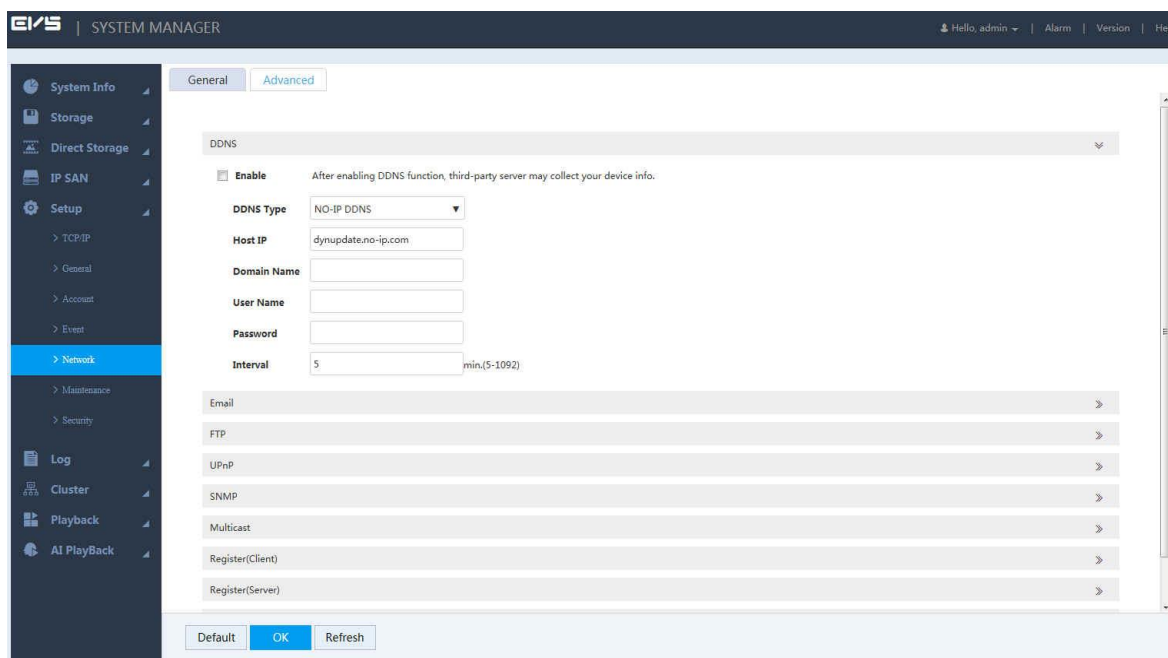 EVS | SYSTEM MANAGER
Hello, admin | Alarm | Version | He
System Info
Storage
Direct Storage
IP SAN
Setup
> TCP/IP
> General
> Account
> Event
> Network
> Maintenance
> Security
Log
Cluster
Playback
AI PlayBack
General Advanced
DDNS
Enable After enabling DDNS function, third-party server may collect your device info.
DDNS Type NO-IP DDNS
Host IP dynupdate.no-ip.com
Domain Name
User Name
Password
Interval 5 min.(5-1092)
Email
FTP
UPnP
SNMP
Multicast
Register(Client)
Register(Server)
Default OK Refresh